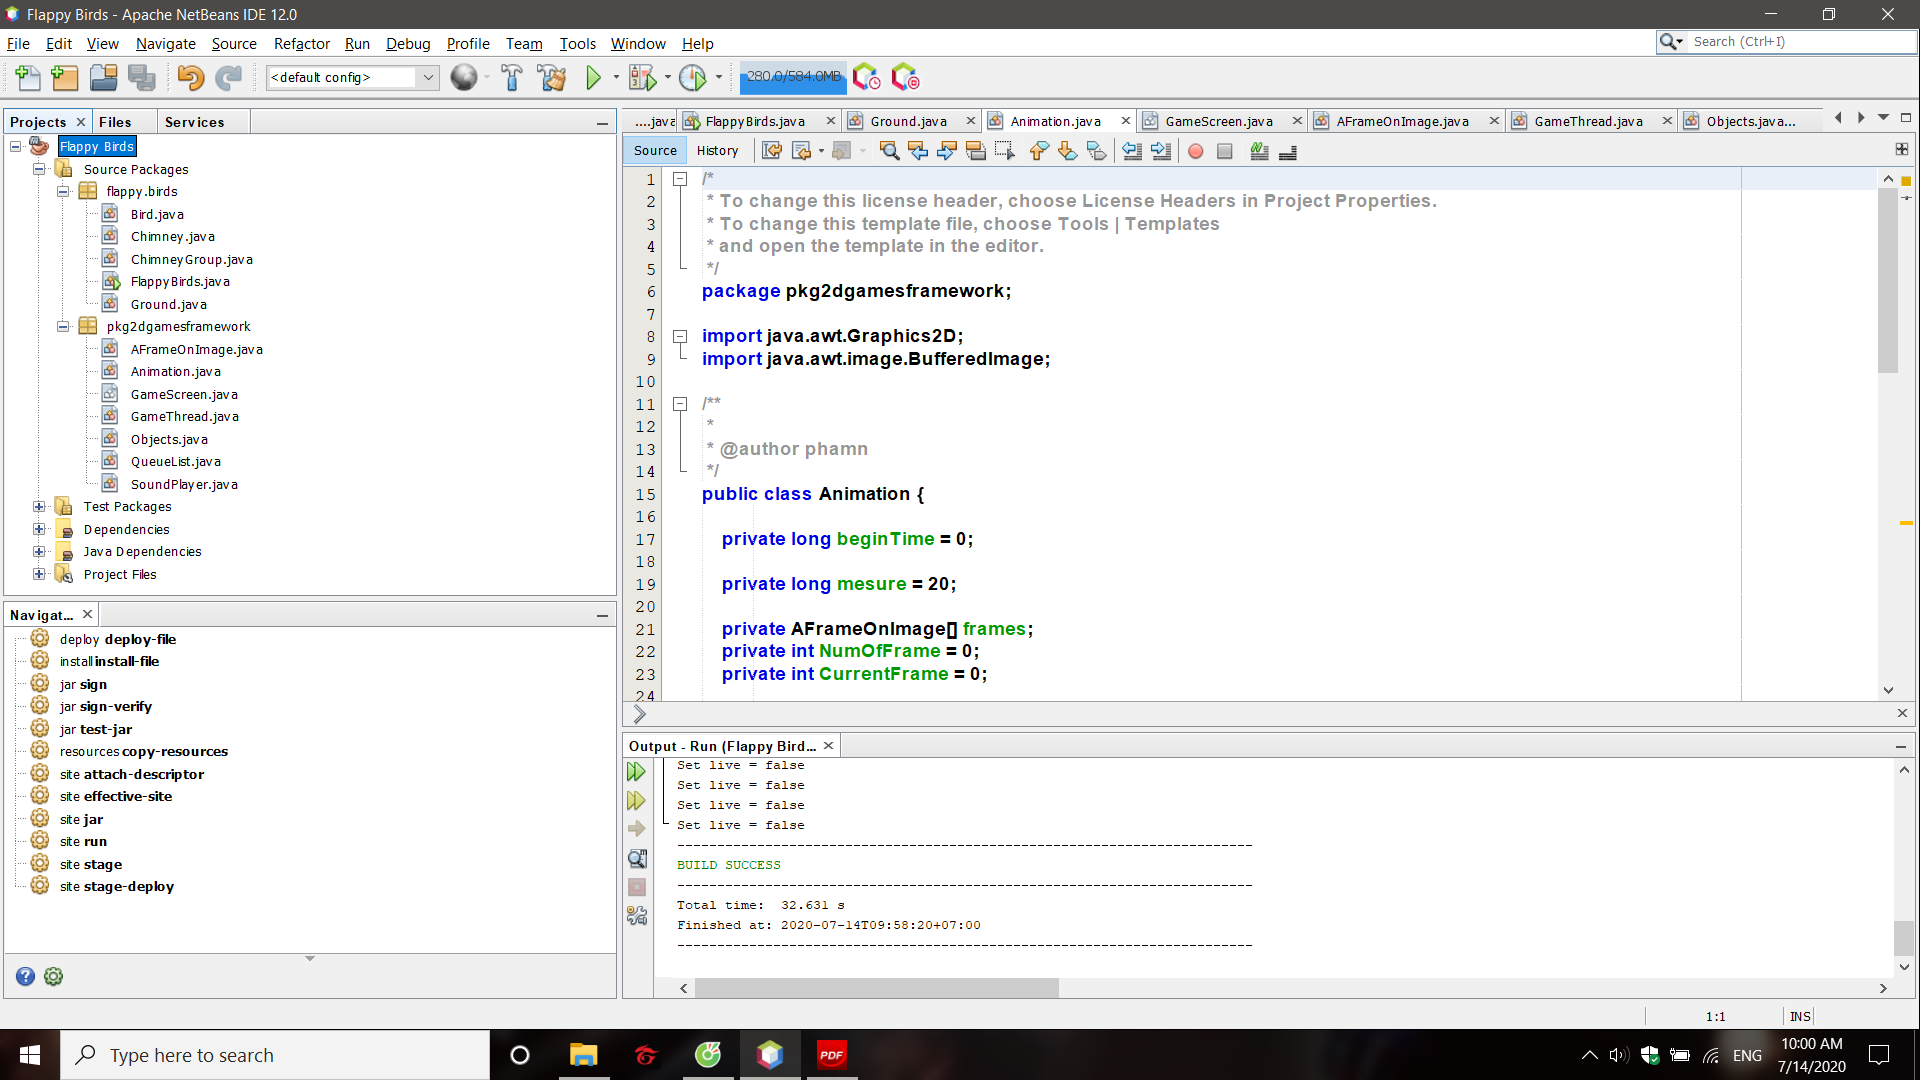 Flappy Birds - Apache NetBeans IDE 12.0
File Edit View Navigate Source Refactor Run Debug Profile Team Tools Window Help
Search (Ctrl+I)
<default config>
280.0/584.0MB
Projects Files Services
Flappy Birds
Source Packages
flappy.birds
Bird.java
Chimney.java
ChimneyGroup.java
FlappyBirds.java
Ground.java
pkg2dgamesframework
AFrameOnImage.java
Animation.java
GameScreen.java
GameThread.java
Objects.java
QueueList.java
SoundPlayer.java
Test Packages
Dependencies
Java Dependencies
Project Files
Navigat...
deploy deploy-file
install install-file
jar sign
jar sign-verify
jar test-jar
resources copy-resources
site attach-descriptor
site effective-site
site jar
site run
site stage
site stage-deploy
....java FlappyBirds.java Ground.java Animation.java GameScreen.java AFrameOnImage.java GameThread.java Objects.java...
Source History
1 /*
2 * To change this license header, choose License Headers in Project Properties.
3 * To change this template file, choose Tools | Templates
4 * and open the template in the editor.
5 */
6 package pkg2dgamesframework;
7
8 import java.awt.Graphics2D;
9 import java.awt.image.BufferedImage;
10
11 /**
12 *
13 * @author phamn
14 */
15 public class Animation {
16
17 private long beginTime = 0;
18
19 private long mesure = 20;
20
21 private AFrameOnImage[] frames;
22 private int NumOfFrame = 0;
23 private int CurrentFrame = 0;
24
Output - Run (Flappy Bird...
Set live = false
Set live = false
Set live = false
Set live = false
------------------------------------------------------------------------
BUILD SUCCESS
------------------------------------------------------------------------
Total time:  32.631 s
Finished at: 2020-07-14T09:58:20+07:00
------------------------------------------------------------------------
1:1 INS
Type here to search
PDF
ENG
10:00 AM
7/14/2020